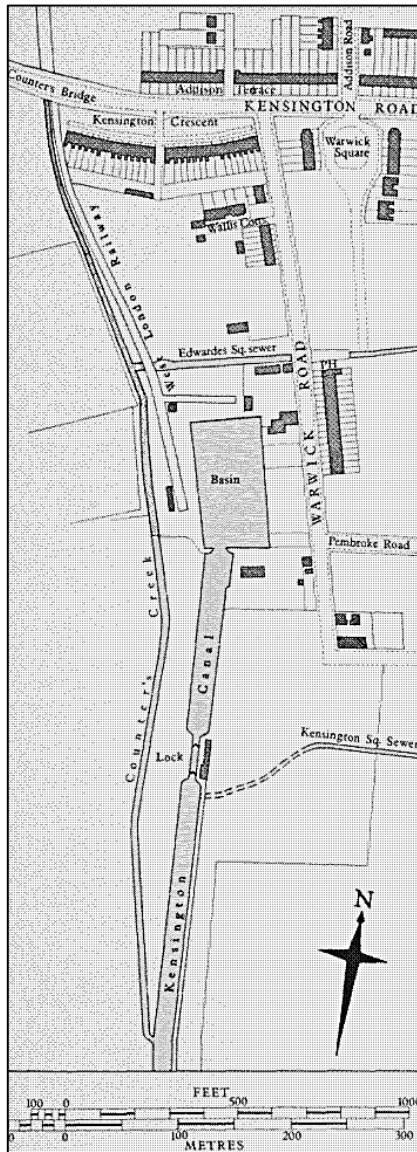 Addison Road
Counter's Bridge
Addison Terrace
KENSINGTON ROAD
Kensington Crescent
Warwick
Square
Wallis Cott.
West London Railway
Edwardes Sq. sewer
PH
WARWICK ROAD
Basin
Pembroke Road
Counter's Creek
Canal
Kensington Sq. Sewer
Lock
Kensington
N
FEET
100 0 500 1000
0 100 200 300
METRES